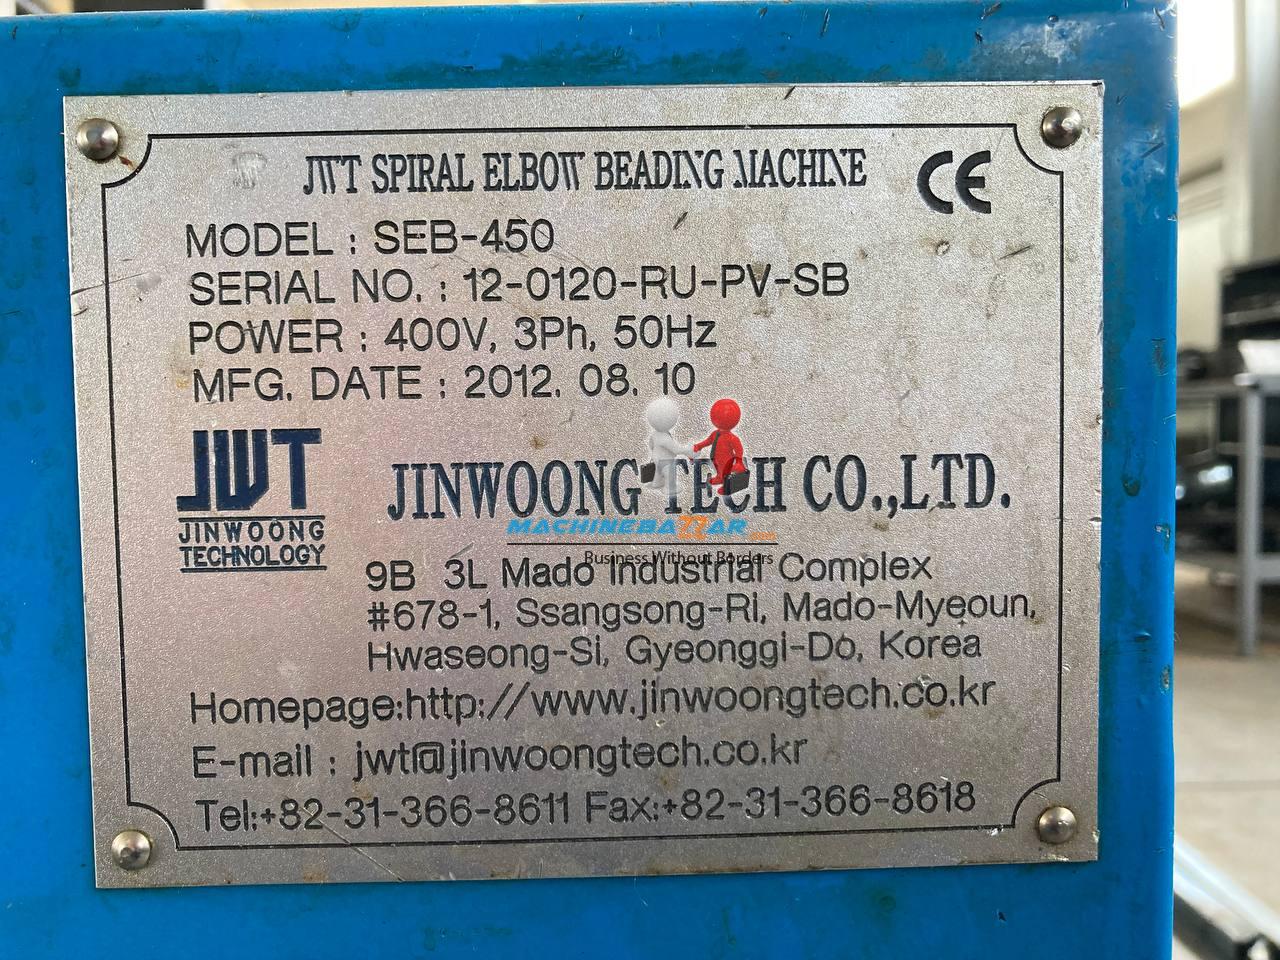 JWT SPIRAL ELBOW BEADING MACHINE
CE
MODEL : SEB-450
SERIAL NO. : 12-0120-RU-PV-SB
POWER : 400V, 3Ph, 50Hz
MFG. DATE : 2012. 08. 10
JWT
JINWOONG
TECHNOLOGY
JINWOONG TECH CO.,LTD.
MACHINEBAZZAR.com
Business Without Borders
9B 3L Mado Industrial Complex
#678-1, Ssangsong-Ri, Mado-Myeoun,
Hwaseong-Si, Gyeonggi-Do, Korea
Homepage:http://www.jinwoongtech.co.kr
E-mail : jwt@jinwoongtech.co.kr
Tel:+82-31-366-8611 Fax:+82-31-366-8618